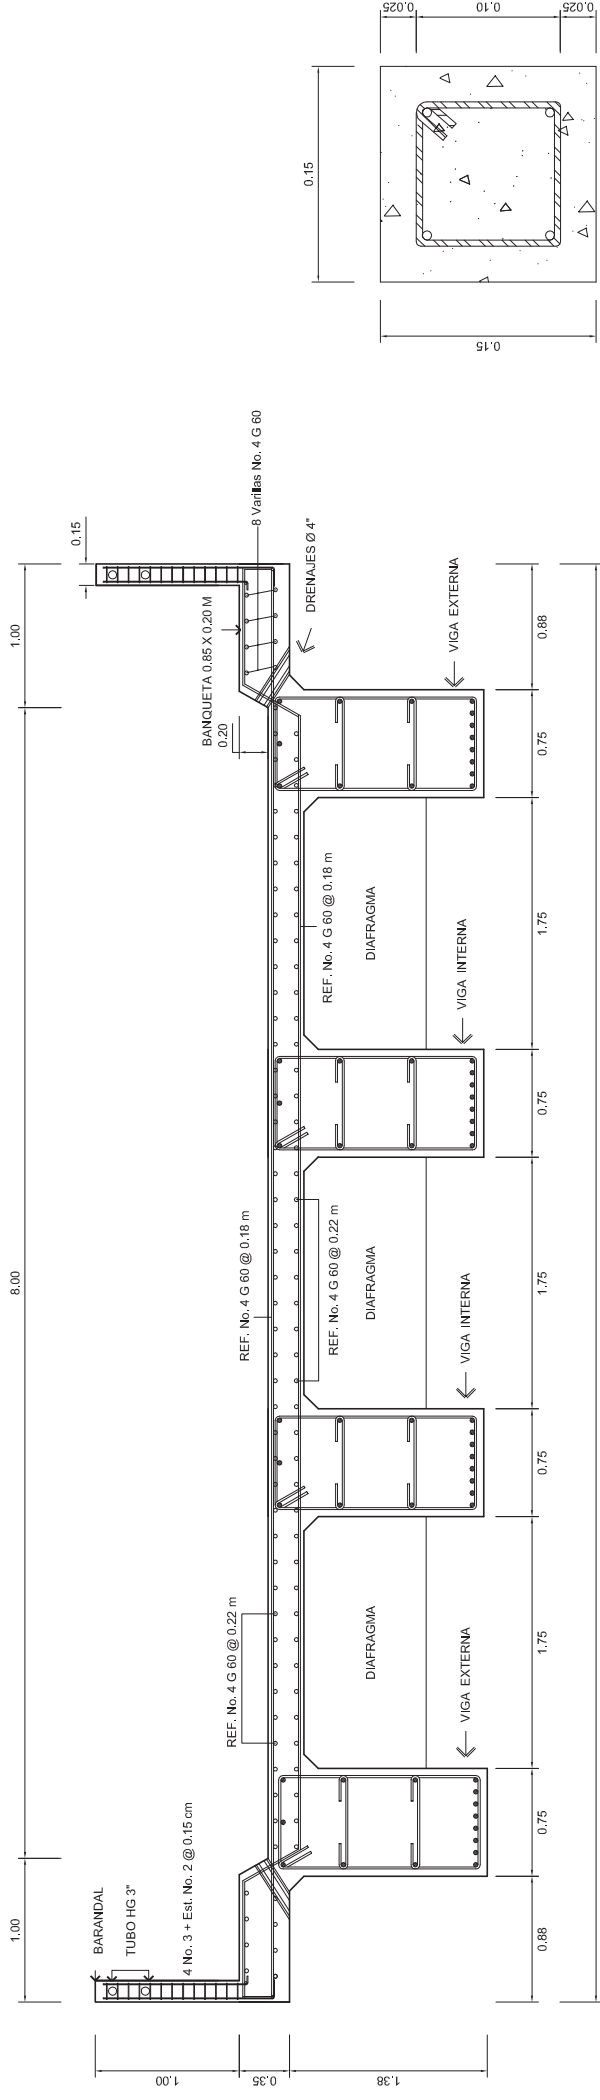 1.00
8.00
1.00
BARANDAL
TUBO HG 3"
4 No. 3 + Est. No. 2 @ 0.15 cm
REF. No. 4 G 60 @ 0.22 m
REF. No. 4 G 60 @ 0.18 m
BANQUETA 0.85 X 0.20 M
0.20
0.15
8 Varillas No. 4 G 60
DRENAJES Ø 4"
REF. No. 4 G 60 @ 0.22 m
REF. No. 4 G 60 @ 0.18 m
DIAFRAGMA
DIAFRAGMA
DIAFRAGMA
VIGA EXTERNA
VIGA INTERNA
VIGA INTERNA
VIGA EXTERNA
0.88
0.75
1.75
0.75
1.75
0.75
1.75
0.75
0.88
1.00
0.35
1.38
0.15
0.15
0.025
0.10
0.025